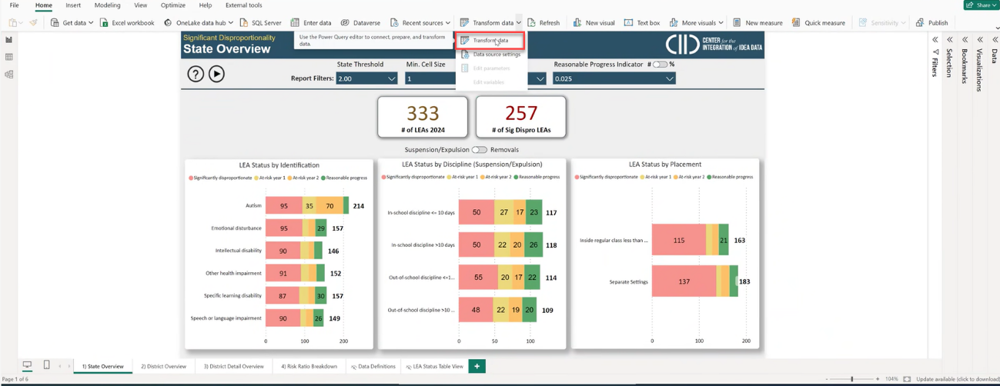 File Home Insert Modeling View Optimize Help External tools
Share
Get data Excel workbook OneLake data hub SQL Server Enter data Dataverse Recent sources Transform data Refresh New visual Text box More visuals New measure Quick measure Sensitivity Publish
Use the Power Query editor to connect, prepare, and transform
data.
Transform data
Data source settings
Edit parameters
Edit variables
Significant Disproportionality
State Overview
CENTER for the
INTEGRATION of IDEA DATA
Filters
Selection
Bookmarks
Visualizations
Data
State Threshold Min. Cell Size Reasonable Progress Indicator # %
Report Filters: 2.00 1 0.025
333
# of LEAs 2024
257
# of Sig Dispro LEAs
Suspension/Expulsion Removals
LEA Status by Identification
Significantly disproportionate At-risk year 1 At-risk year 2 Reasonable progress
Autism 95 35 70 214
Emotional disturbance 95 29 157
Intellectual disability 90 146
Other health impairment 91 152
Specific learning disability 87 30 157
Speech or language impairment 90 26 149
0 100 200
LEA Status by Discipline (Suspension/Expulsion)
Significantly disproportionate At-risk year 1 At-risk year 2 Reasonable progress
In-school discipline <= 10 days 50 27 17 23 117
In-school discipline >10 days 50 22 20 26 118
Out-of-school discipline <=1... 55 20 17 22 114
Out-of-school discipline >10 ... 48 22 19 20 109
0 50 100
LEA Status by Placement
Significantly disproportionate At-risk year 1 At-risk year 2 Reasonable progress
Inside regular class less than ... 115 21 163
Separate Settings 137 183
0 100 200
1) State Overview 2) District Overview 3) District Detail Overview 4) Risk Ratio Breakdown Data Definitions LEA Status Table View +
Page 1 of 6
- + 104% Update available (click to download)